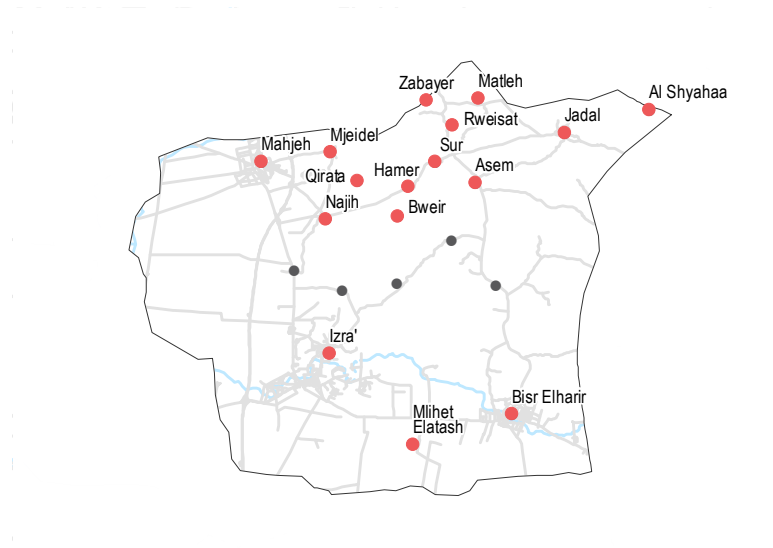 Zabayer
Matleh
Al Shyahaa
Rweisat
Jadal
Mahjeh
Mjeidel
Sur
Qirata
Hamer
Asem
Najih
Bweir
Izra'
Bisr Elharir
Mlihet
Elatash